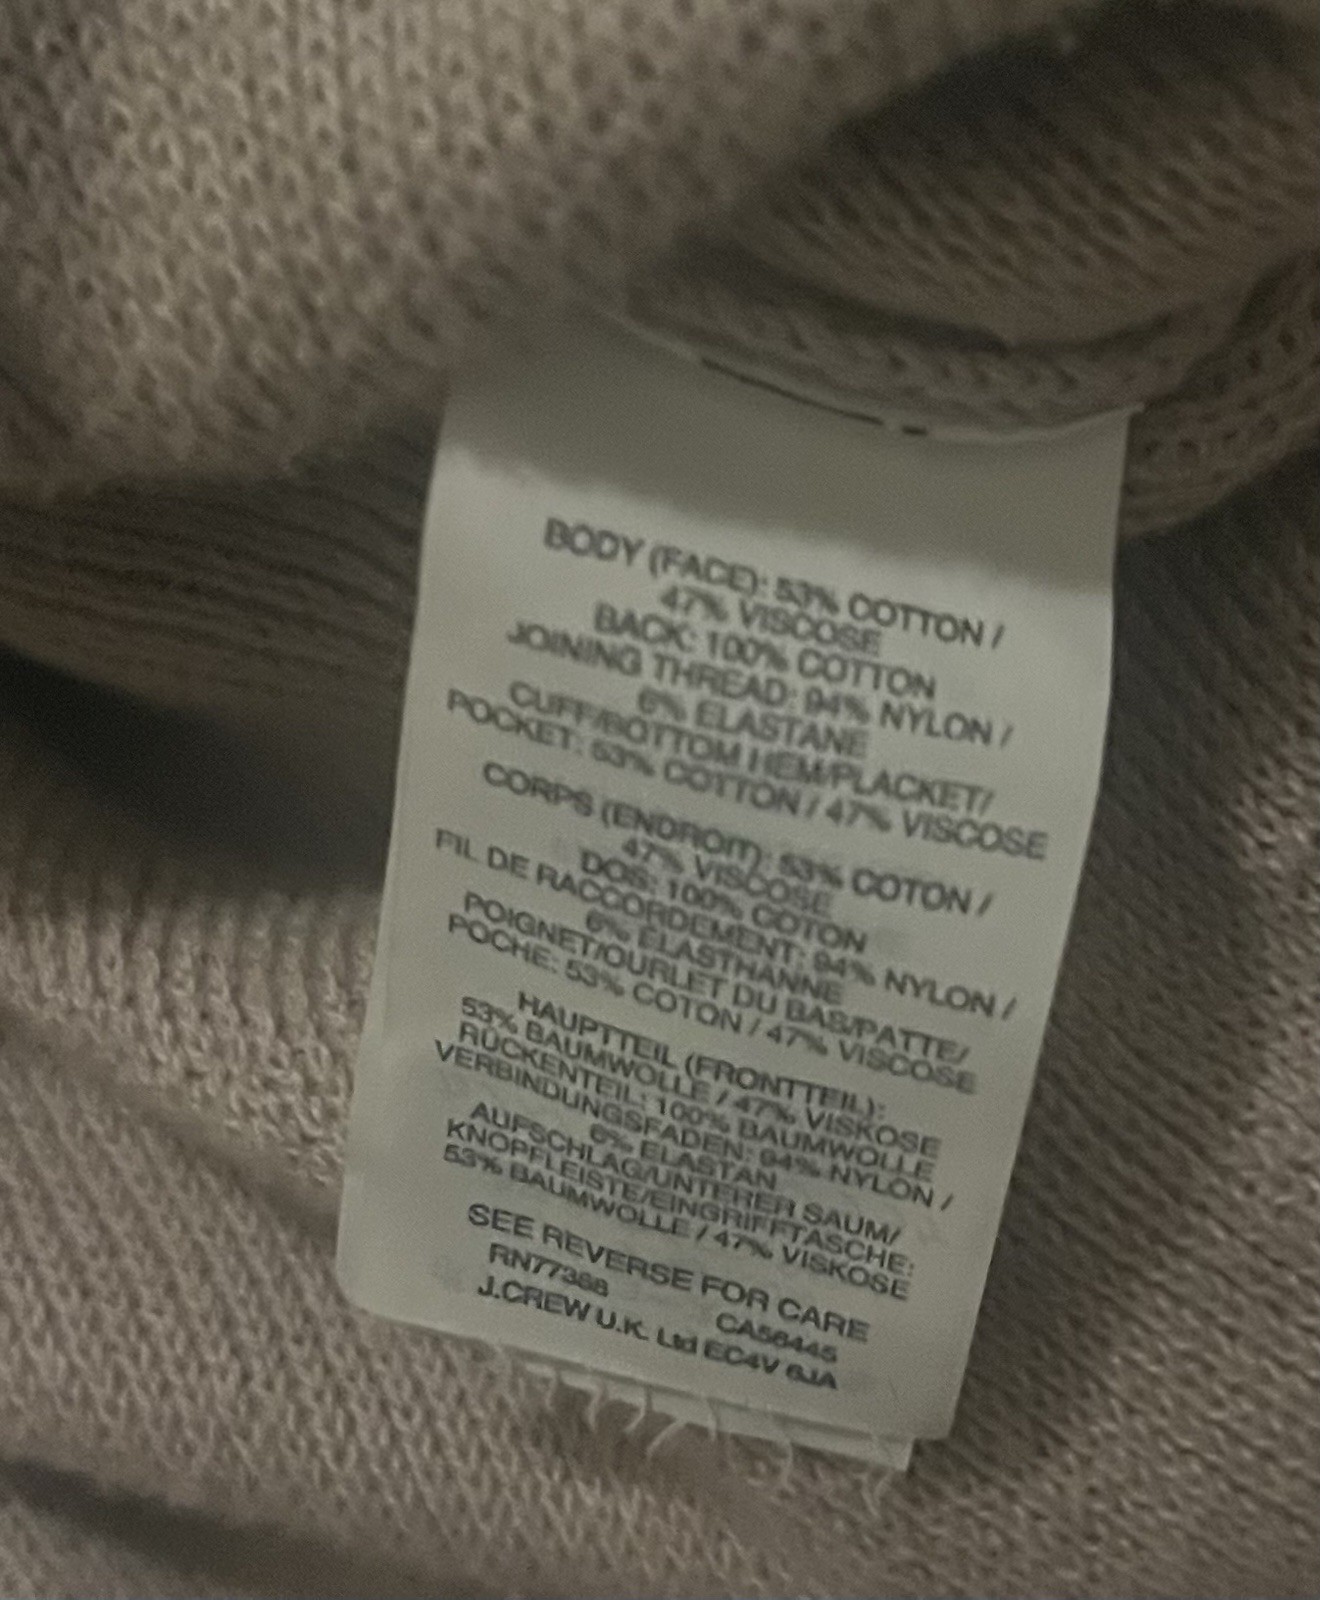 BODY (FACE): 53% COTTON /
47% VISCOSE
BACK: 100% COTTON
JOINING THREAD: 94% NYLON /
6% ELASTANE
CUFF/BOTTOM HEM/PLACKET/
POCKET: 53% COTTON / 47% VISCOSE
CORPS (ENDROIT): 53% COTON /
47% VISCOSE
DOS: 100% COTON
FIL DE RACCORDEMENT: 94% NYLON /
6% ELASTHANNE
POIGNET/OURLET DU BAS/PATTE/
POCHE: 53% COTON / 47% VISCOSE
HAUPTTEIL (FRONTTEIL):
53% BAUMWOLLE / 47% VISKOSE
RÜCKENTEIL: 100% BAUMWOLLE
VERBINDUNGSFADEN: 94% NYLON /
6% ELASTAN
AUFSCHLAG/UNTERER SAUM/
KNOPFLEISTE/EINGRIFFTASCHE:
53% BAUMWOLLE / 47% VISKOSE
SEE REVERSE FOR CARE
RN77388 CA56445
J.CREW U.K. Ltd EC4V 6JA